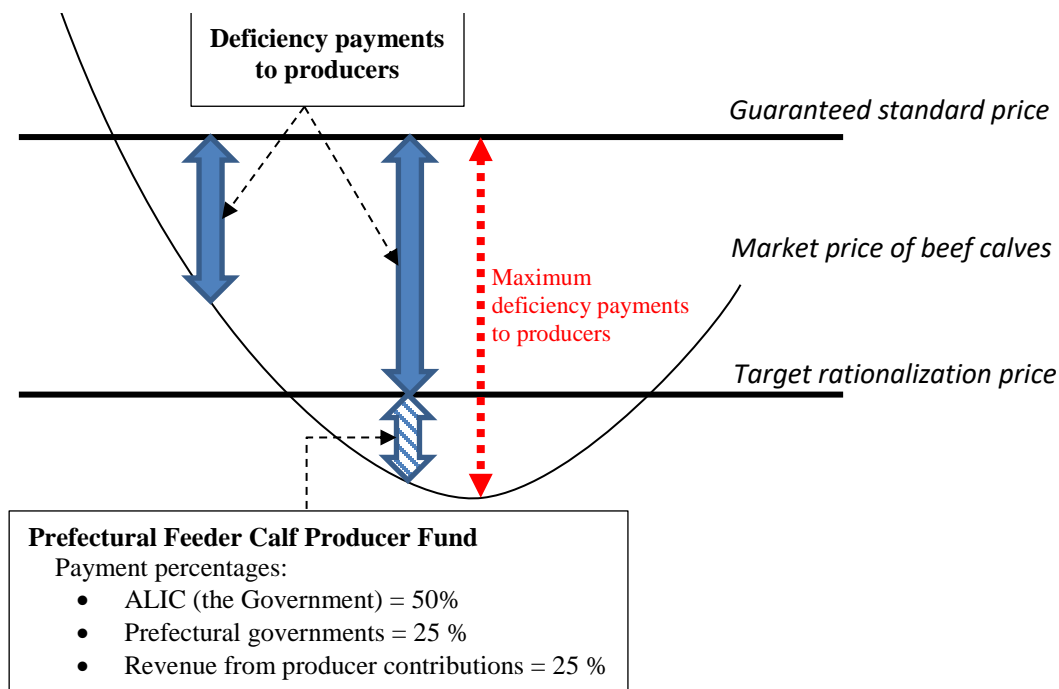 Deficiency payments
to producers
Guaranteed standard price
Market price of beef calves
Maximum
deficiency payments
to producers
Target rationalization price
Prefectural Feeder Calf Producer Fund
Payment percentages:
• ALIC (the Government) = 50%
• Prefectural governments = 25 %
• Revenue from producer contributions = 25 %